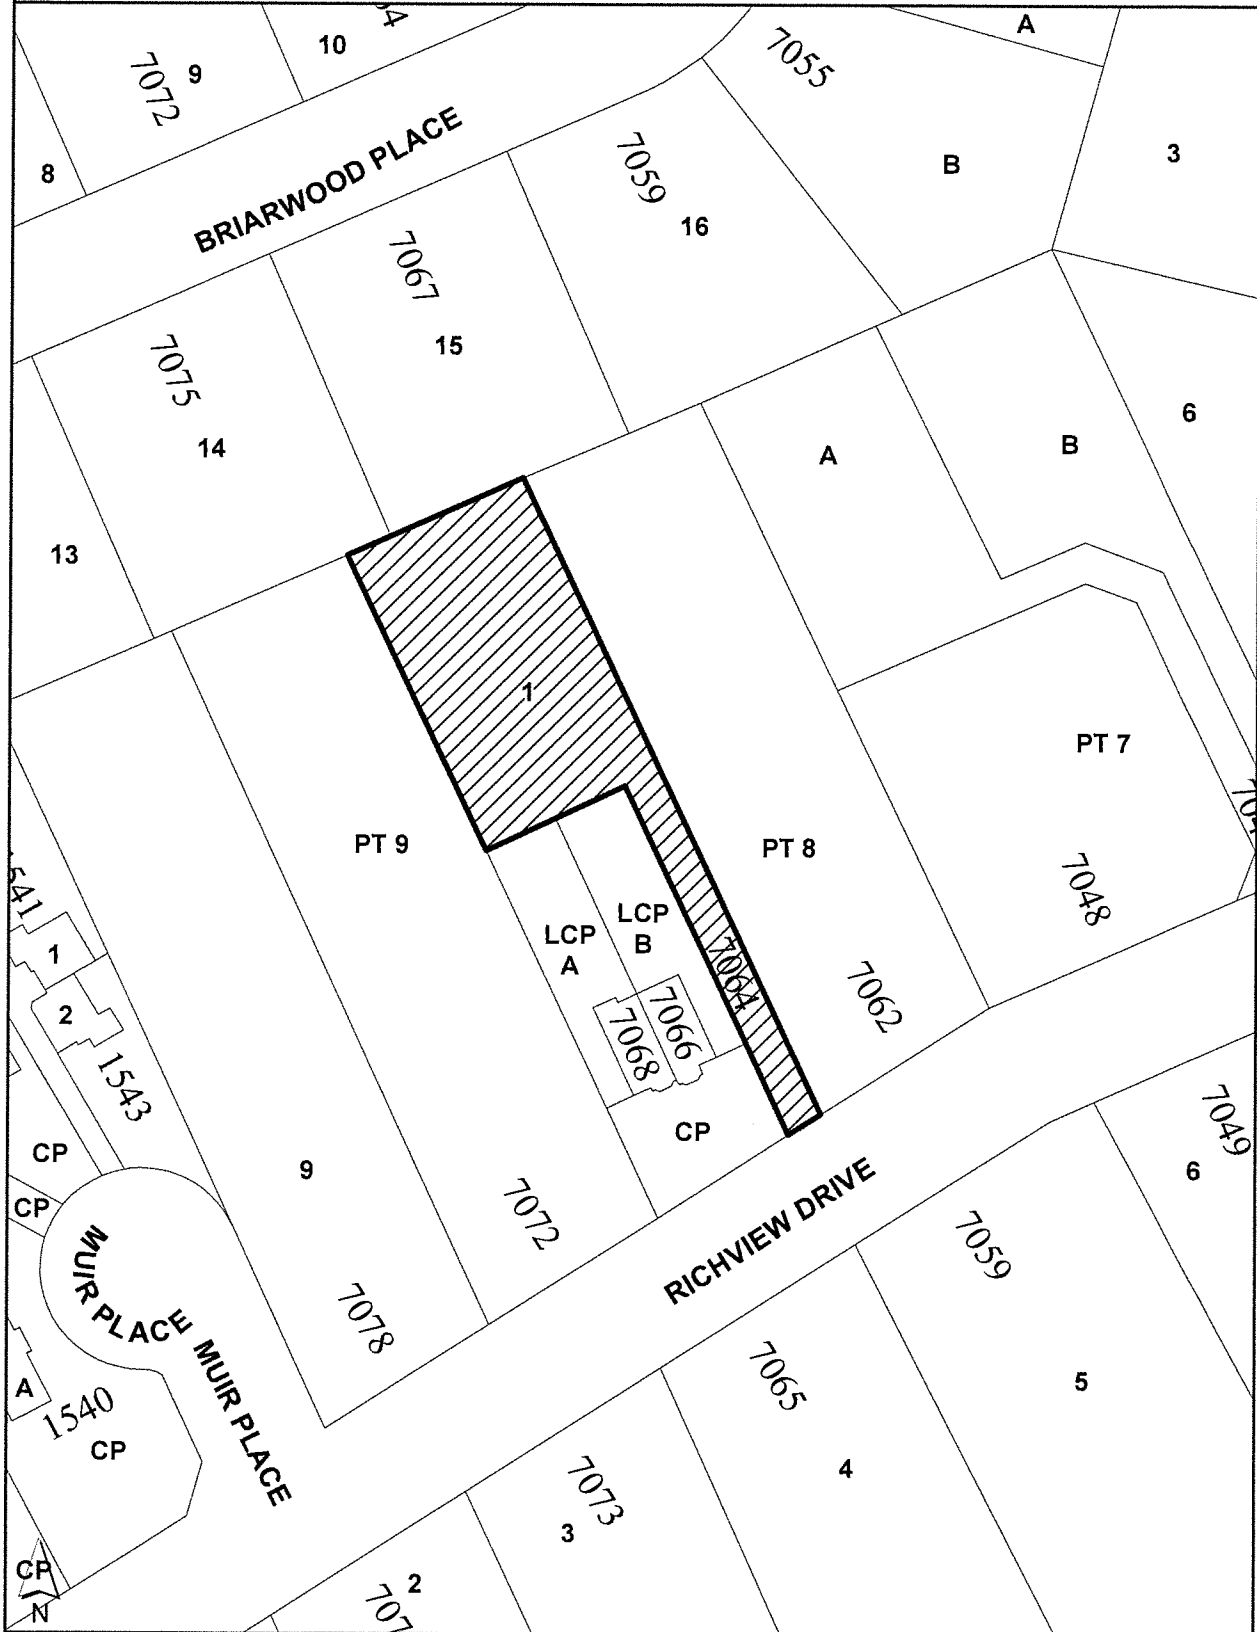 A
10
9
7072
7055
8
B
3
BRIARWOOD PLACE
7059
16
7067
15
7075
14
6
A
B
13
1
PT 7
PT 9
PT 8
7048
LCP
A
LCP
B
1
2
7064
7062
7066
7068
1543
CP
CP
CP
9
7049
6
7072
7059
RICHVIEW DRIVE
MUIR PLACE
7078
MUIR PLACE
7065
5
A
1540
CP
4
7073
3
CP
N
2